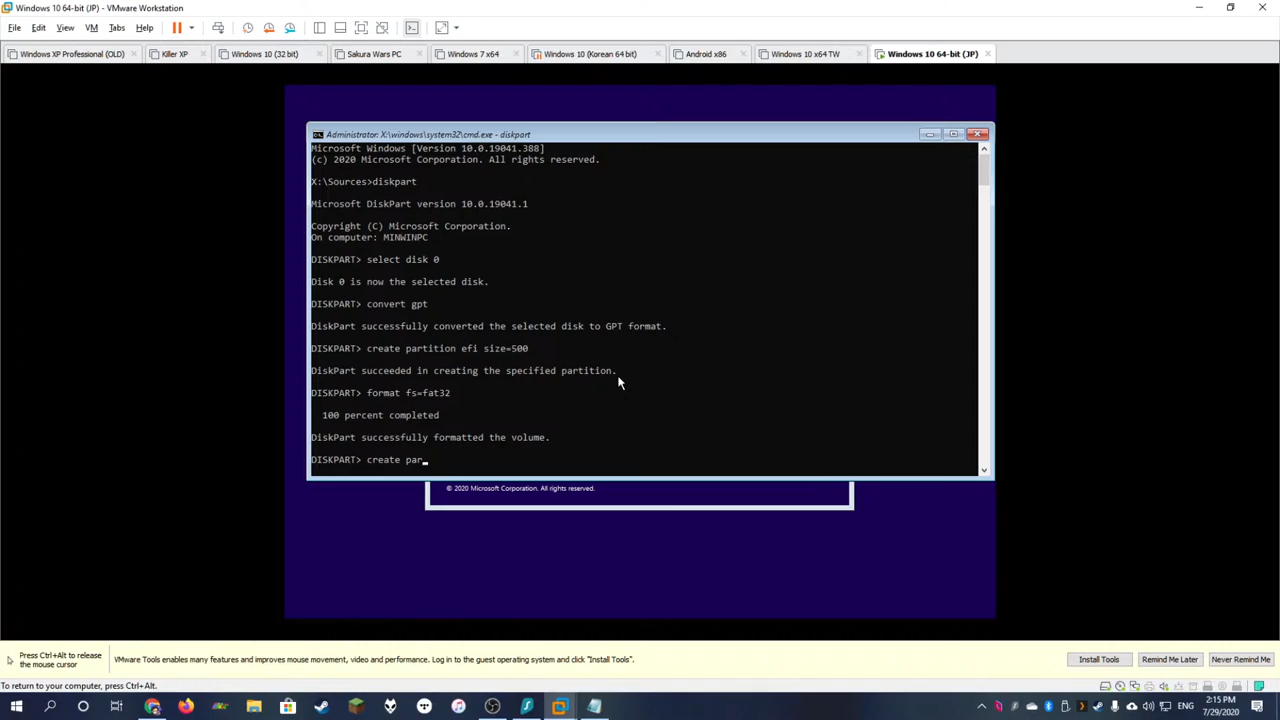 Windows 10 64-bit (JP) - VMware Workstation
File Edit View VM Tabs Help
Windows XP Professional (OLD) Killer XP Windows 10 (32 bit) Sakura Wars PC Windows 7 x64 Windows 10 (Korean 64 bit) Android x86 Windows 10 x64 TW Windows 10 64-bit (JP)
Administrator: X:\windows\system32\cmd.exe - diskpart
Microsoft Windows [Version 10.0.19041.388]
(c) 2020 Microsoft Corporation. All rights reserved.
X:\Sources>diskpart
Microsoft DiskPart version 10.0.19041.1
Copyright (C) Microsoft Corporation.
On computer: MINWINPC
DISKPART> select disk 0
Disk 0 is now the selected disk.
DISKPART> convert gpt
DiskPart successfully converted the selected disk to GPT format.
DISKPART> create partition efi size=500
DiskPart succeeded in creating the specified partition.
DISKPART> format fs=fat32
100 percent completed
DiskPart successfully formatted the volume.
DISKPART> create par_
© 2020 Microsoft Corporation. All rights reserved.
Press Ctrl+Alt to release
the mouse cursor
VMware Tools enables many features and improves mouse movement, video and performance. Log in to the guest operating system and click "Install Tools".
Install Tools Remind Me Later Never Remind Me
To return to your computer, press Ctrl+Alt.
ENG
2:15 PM
7/29/2020